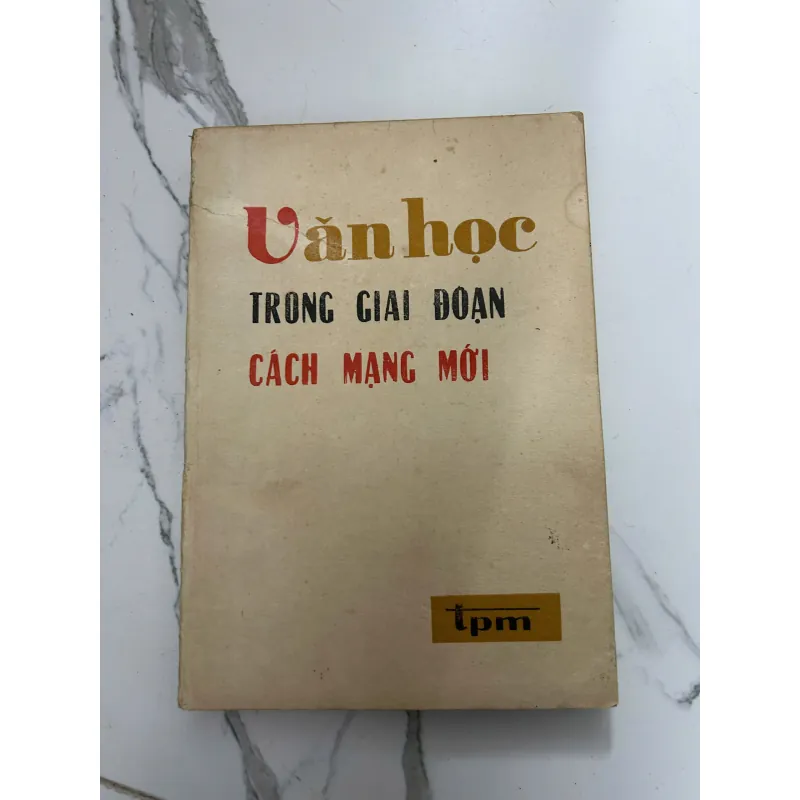 Văn học
TRONG GIAI ĐOẠN
CÁCH MẠNG MỚI
tpm